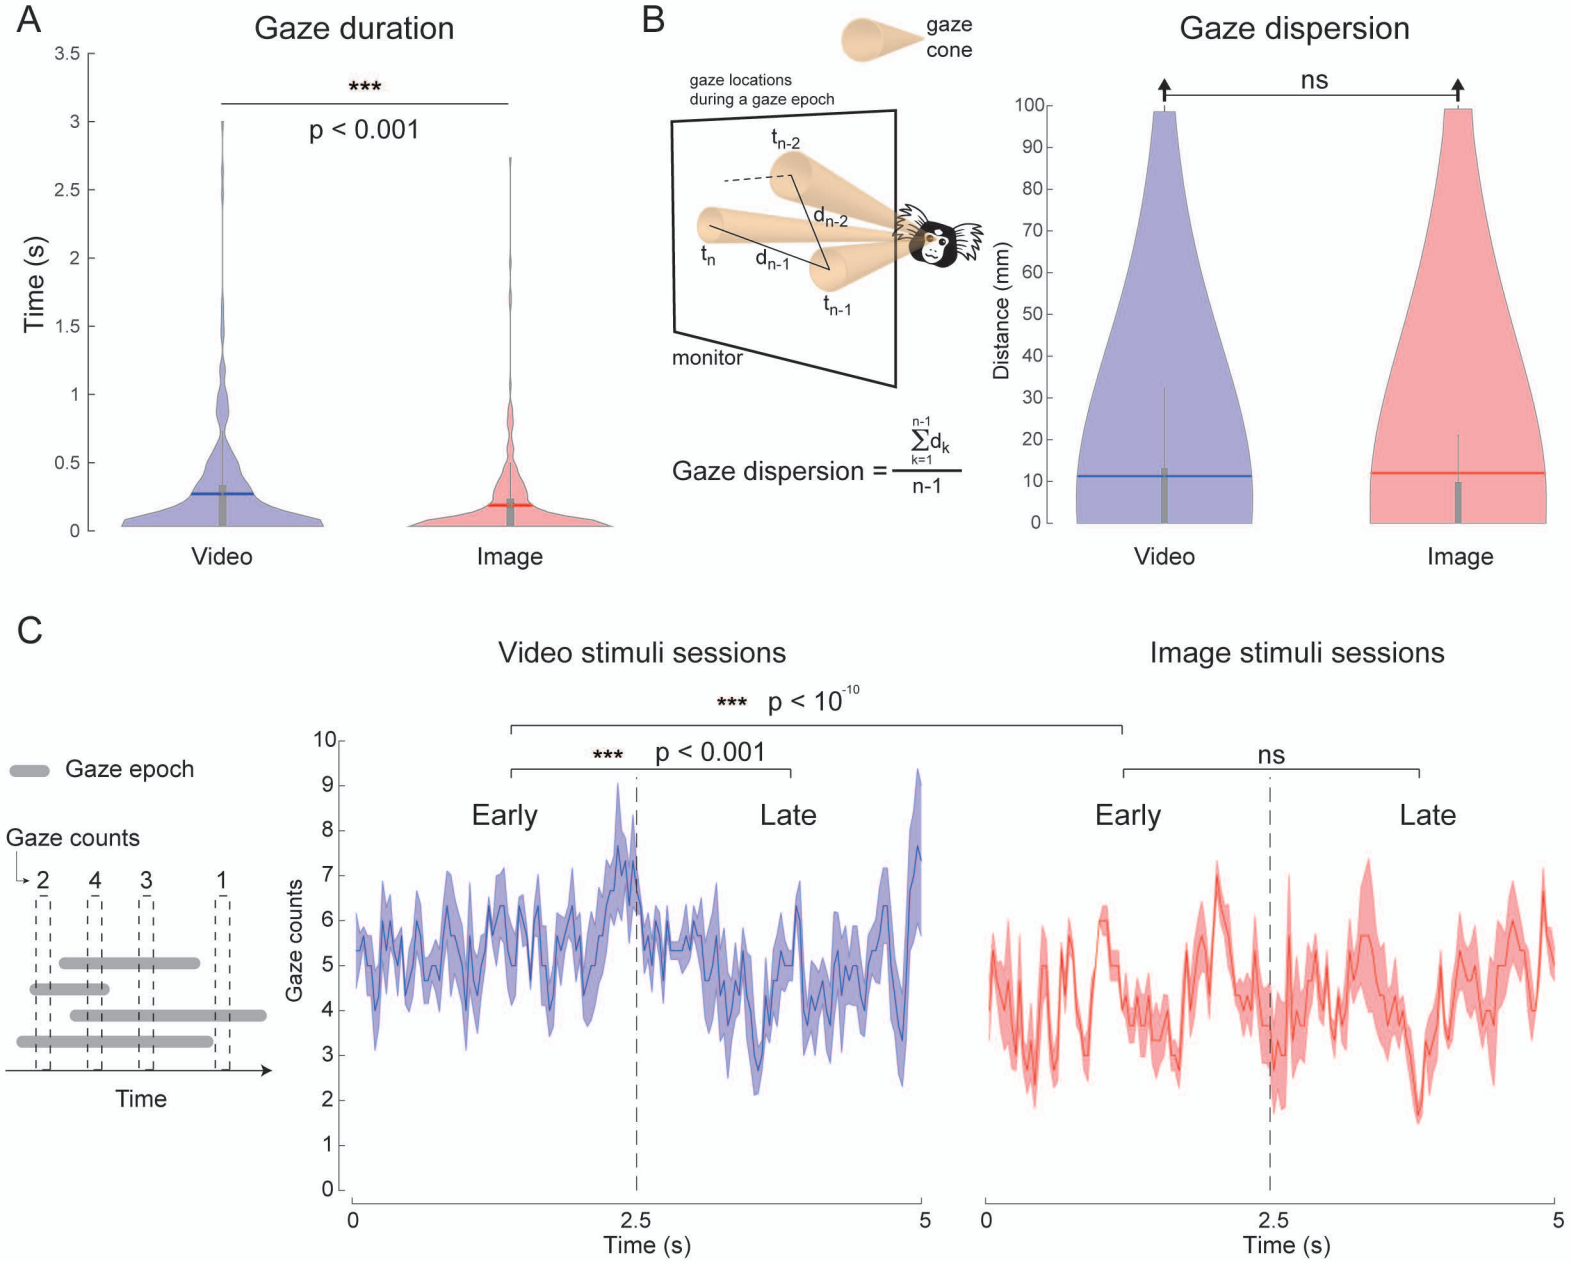 A
Gaze duration
3.5
3
2.5
2
1.5
1
0.5
0
Time (s)
***
p < 0.001
Video
Image
B
gaze
cone
gaze locations
during a gaze epoch
tn-2
dn-2
tn
dn-1
tn-1
monitor
Gaze dispersion = n-1 Σdk k=1 / n-1
Gaze dispersion
ns
100
90
80
70
60
50
40
30
20
10
0
Distance (mm)
Video
Image
C
Gaze epoch
Gaze counts
2 4 3 1
Time
Video stimuli sessions
Image stimuli sessions
*** p < 10-10
*** p < 0.001
ns
Early
Late
Early
Late
10
9
8
7
6
5
4
3
2
1
0
Gaze counts
0 2.5 5
Time (s)
0 2.5 5
Time (s)